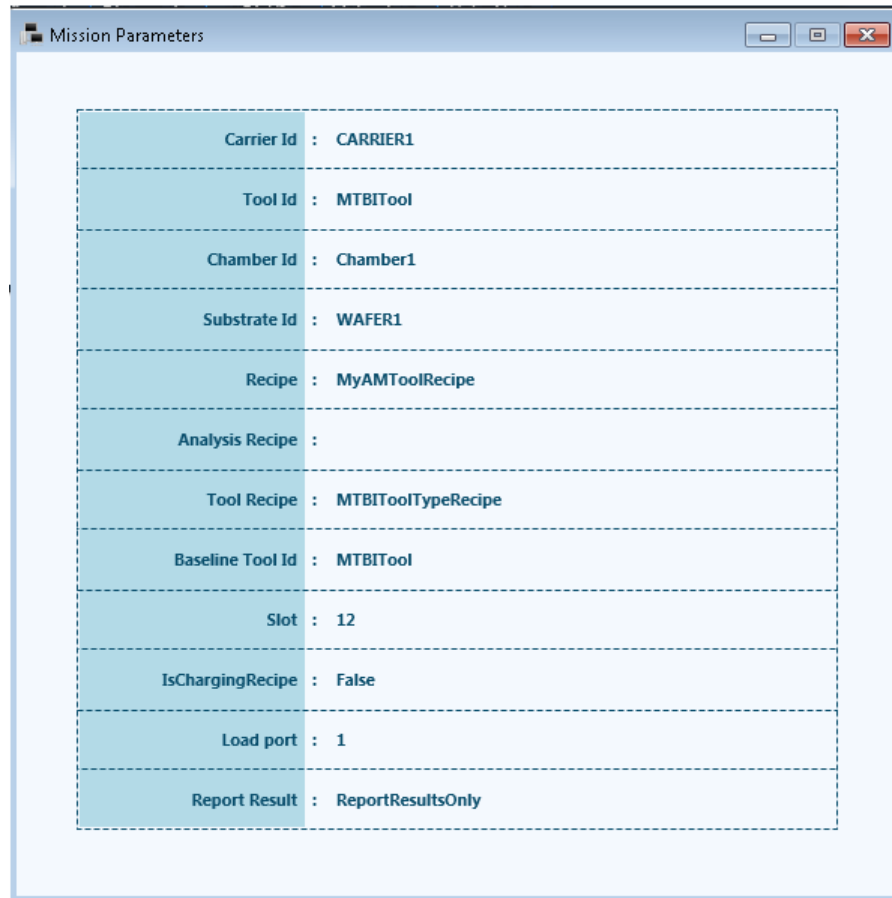 Mission Parameters
Carrier Id : CARRIER1
Tool Id : MTBITool
Chamber Id : Chamber1
Substrate Id : WAFER1
Recipe : MyAMToolRecipe
Analysis Recipe :
Tool Recipe : MTBIToolTypeRecipe
Baseline Tool Id : MTBITool
Slot : 12
IsChargingRecipe : False
Load port : 1
Report Result : ReportResultsOnly